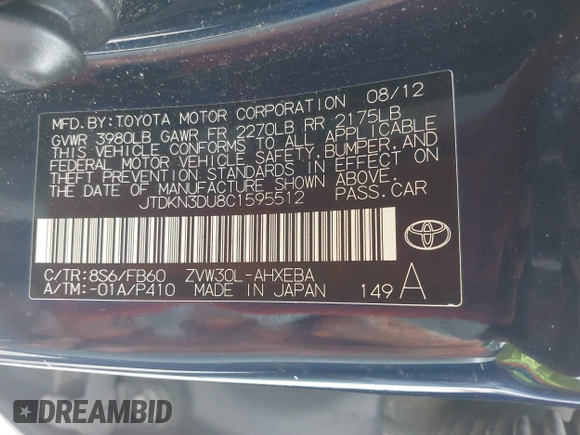 MFD. BY: TOYOTA MOTOR CORPORATION 08/12
GVWR 3980LB GAWR FR 2270LB RR 2175LB
THIS VEHICLE CONFORMS TO ALL APPLICABLE
FEDERAL MOTOR VEHICLE SAFETY, BUMPER, AND
THEFT PREVENTION STANDARDS IN EFFECT ON
THE DATE OF MANUFACTURE SHOWN ABOVE.
JTDKN3DU8C1595512 PASS. CAR
C/TR: 8S6/FB60 ZVW30L-AHXEBA
A/TM: -01A/P410 MADE IN JAPAN 149 A
DREAMBID